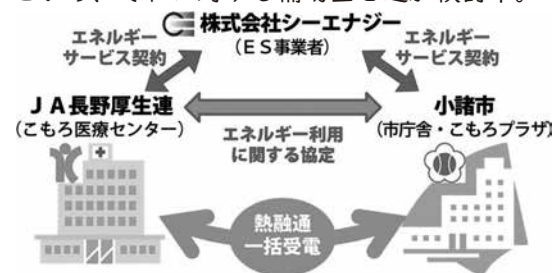 株式会社シーエナジー
(ES事業者)
エネルギー
サービス契約
エネルギー
サービス契約
JA長野厚生連
(こもろ医療センター)
小諸市
(市庁舎・こもろプラザ)
エネルギー利用
に関する協定
熱融通
一括受電